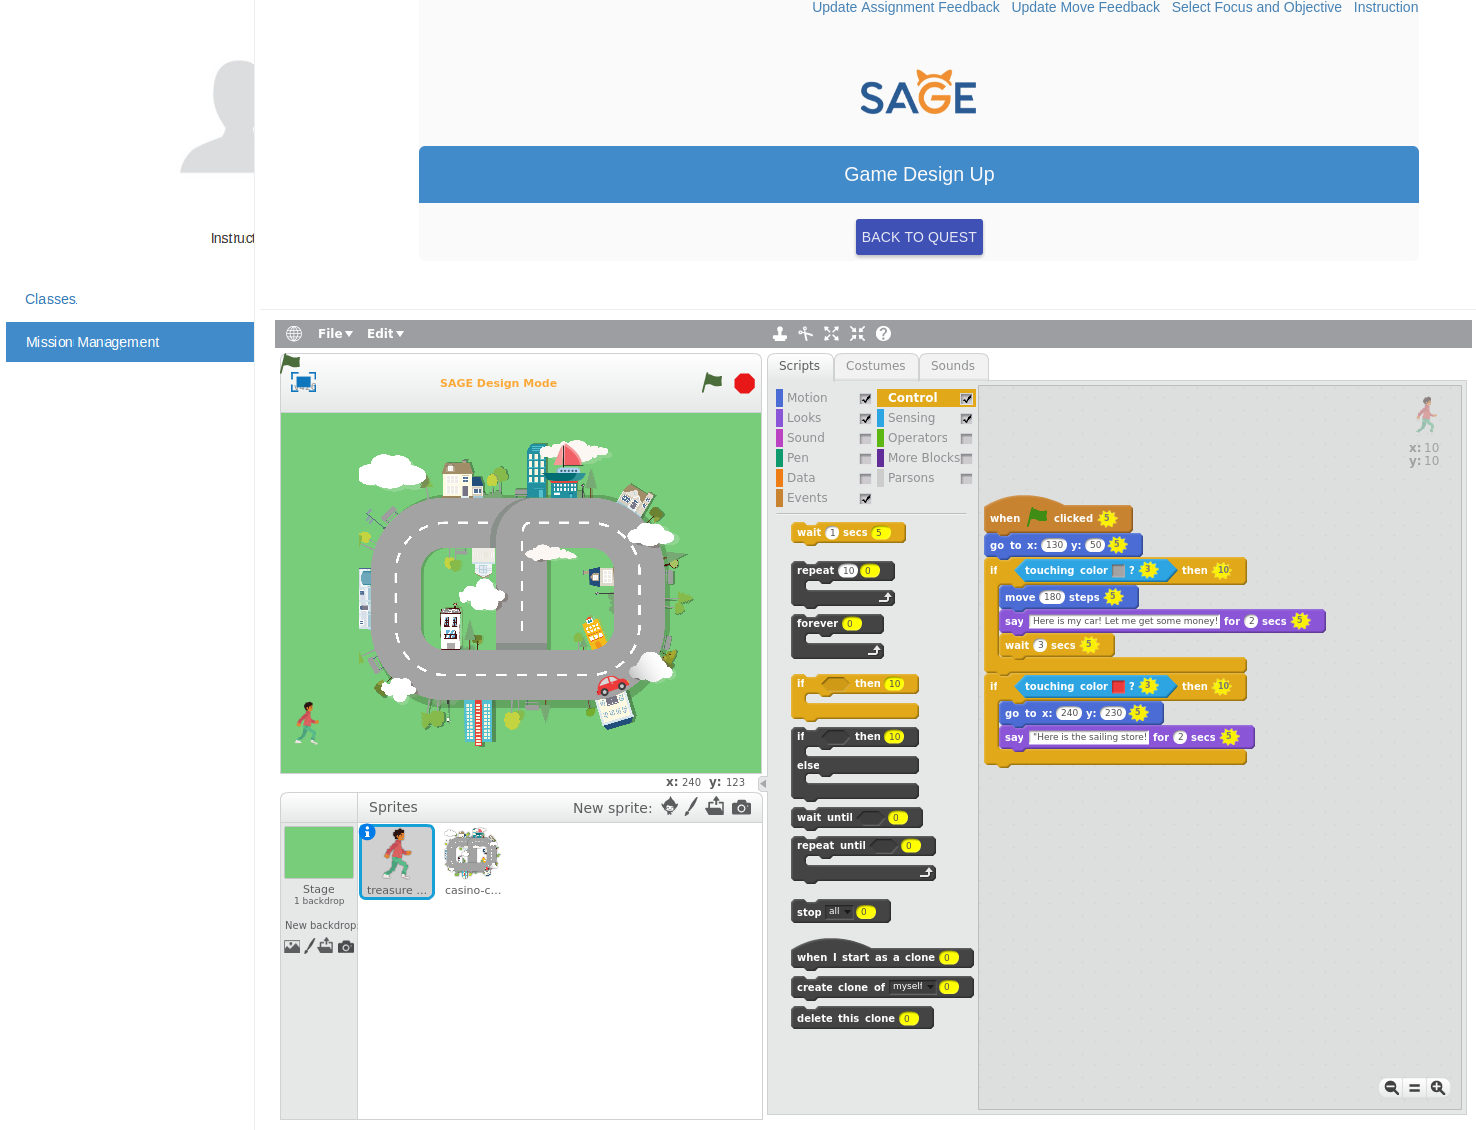 Update Assignment Feedback Update Move Feedback Select Focus and Objective Instruction
SAGE
Game Design Up
BACK TO QUEST
Instruct
Classes
Mission Management
File Edit
SAGE Design Mode
x: 240 y: 123
Sprites New sprite:
Stage
1 backdrop
New backdrop:
treasure ... casino-c...
Scripts Costumes Sounds
Motion Control
Looks Sensing
Sound Operators
Pen More Blocks
Data Parsons
Events
wait 1 secs 5
repeat 10 0
forever 0
if then 10
if then 10
else
wait until 0
repeat until 0
stop all 0
when I start as a clone 0
create clone of myself 0
delete this clone 0
x: 10
y: 10
when clicked 5
go to x: 130 y: 50 5
if touching color ? 3 then 10
move 180 steps 5
say Here is my car! Let me get some money! for 2 secs 5
wait 3 secs 5
if touching color ? 3 then 10
go to x: 240 y: 230 5
say "Here is the sailing store! for 2 secs 5